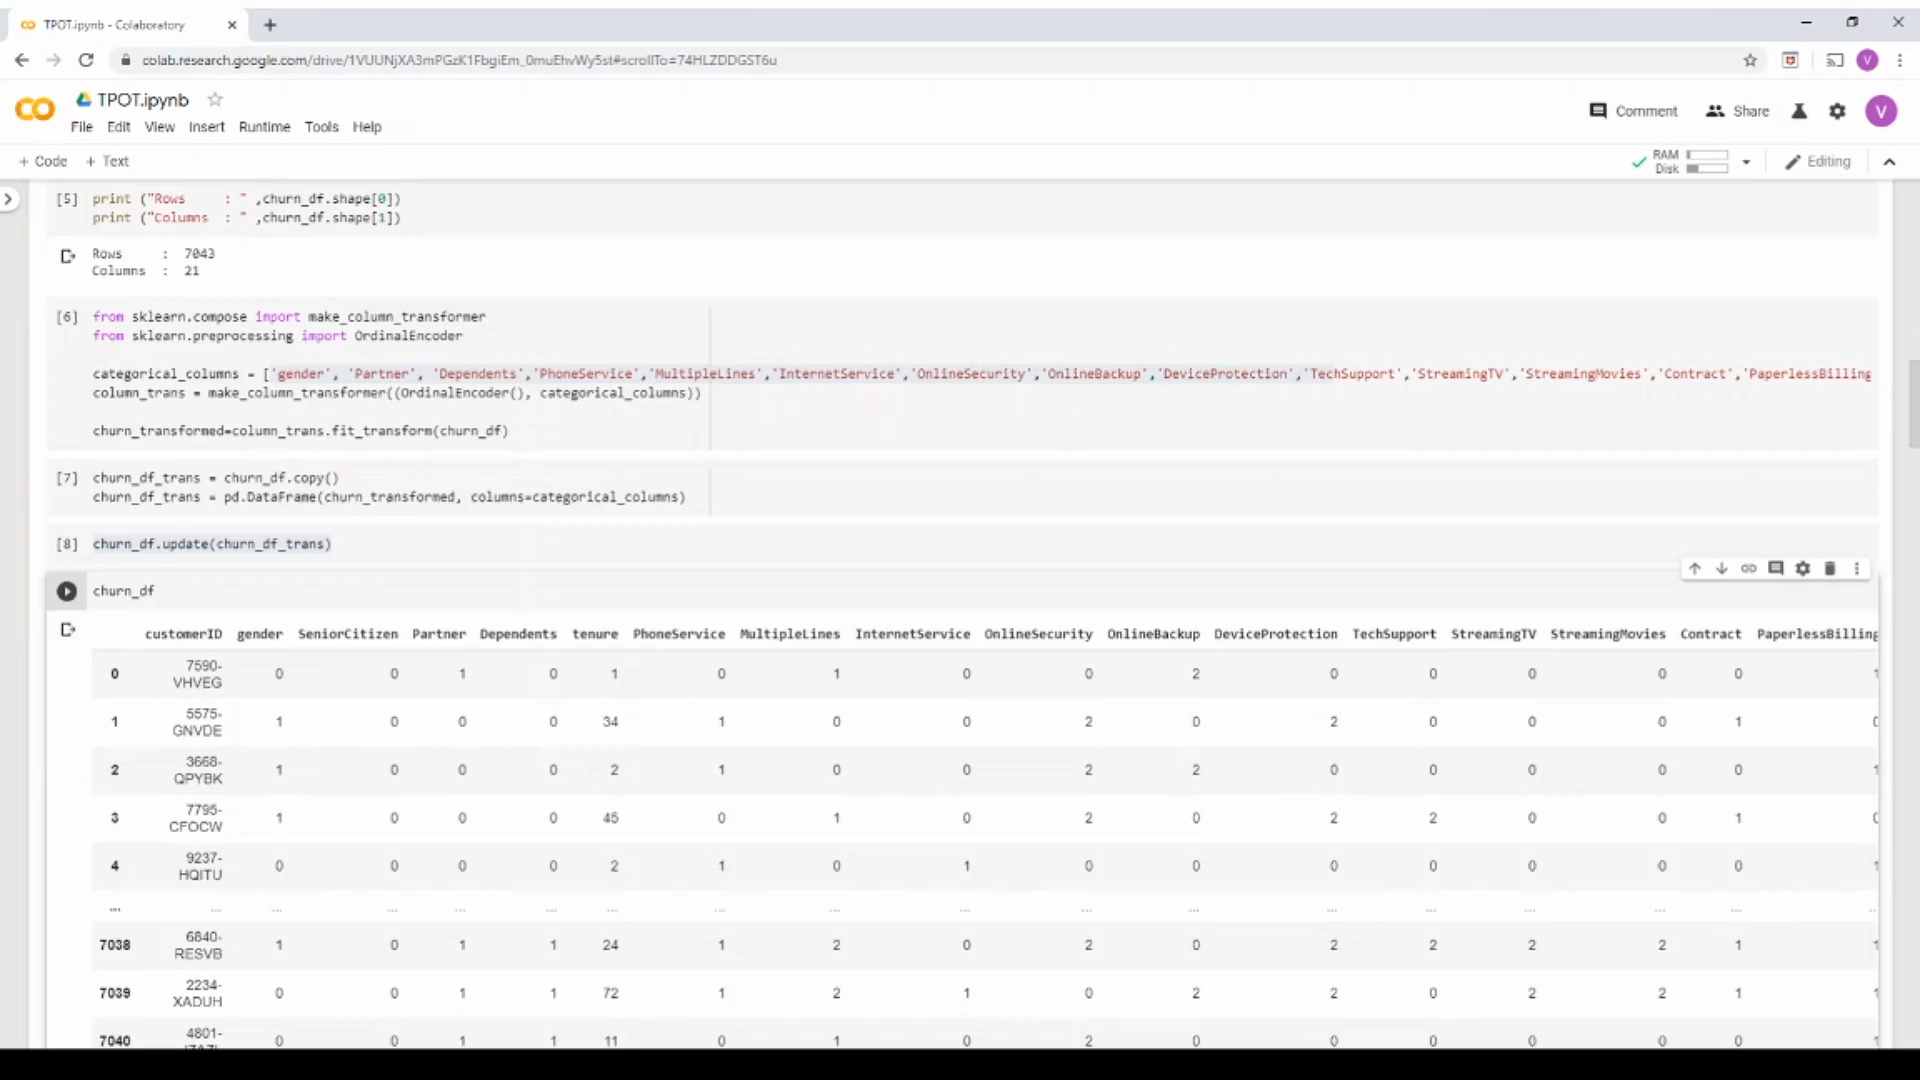 TPOT.ipynb - Colaboratory
colab.research.google.com/drive/1VUUNjXA3mPGzK1FbgiEm_0muEhvWy5st#scrollTo=74HLZDDGST6u
V
CO TPOT.ipynb
File Edit View Insert Runtime Tools Help
Comment Share V
+ Code + Text
RAM
Disk
Editing
[5] print ("Rows     : " ,churn_df.shape[0])
print ("Columns  : " ,churn_df.shape[1])
Rows     :  7043
Columns  :  21
[6] from sklearn.compose import make_column_transformer
from sklearn.preprocessing import OrdinalEncoder
categorical_columns = ['gender', 'Partner', 'Dependents','PhoneService','MultipleLines','InternetService','OnlineSecurity','OnlineBackup','DeviceProtection','TechSupport','StreamingTV','StreamingMovies','Contract','PaperlessBilling
column_trans = make_column_transformer((OrdinalEncoder(), categorical_columns))
churn_transformed=column_trans.fit_transform(churn_df)
[7] churn_df_trans = churn_df.copy()
churn_df_trans = pd.DataFrame(churn_transformed, columns=categorical_columns)
[8] churn_df.update(churn_df_trans)
churn_df
customerID gender SeniorCitizen Partner Dependents tenure PhoneService MultipleLines InternetService OnlineSecurity OnlineBackup DeviceProtection TechSupport StreamingTV StreamingMovies Contract PaperlessBilling
0 7590-VHVEG 0 0 1 0 1 0 1 0 0 2 0 0 0 0 0 1
1 5575-GNVDE 1 0 0 0 34 1 0 0 2 0 2 0 0 0 1 0
2 3668-QPYBK 1 0 0 0 2 1 0 0 2 2 0 0 0 0 0 1
3 7795-CFOCW 1 0 0 0 45 0 1 0 2 0 2 2 0 0 1 0
4 9237-HQITU 0 0 0 0 2 1 0 1 0 0 0 0 0 0 0 1
... ... ... ... ... ... ... ... ... ... ... ... ... ... ... ... ... ...
7038 6840-RESVB 1 0 1 1 24 1 2 0 2 0 2 2 2 2 1 1
7039 2234-XADUH 0 0 1 1 72 1 2 1 0 2 2 0 2 2 1 1
7040 4801- 0 0 1 1 11 0 1 0 2 0 0 0 0 0 0 1